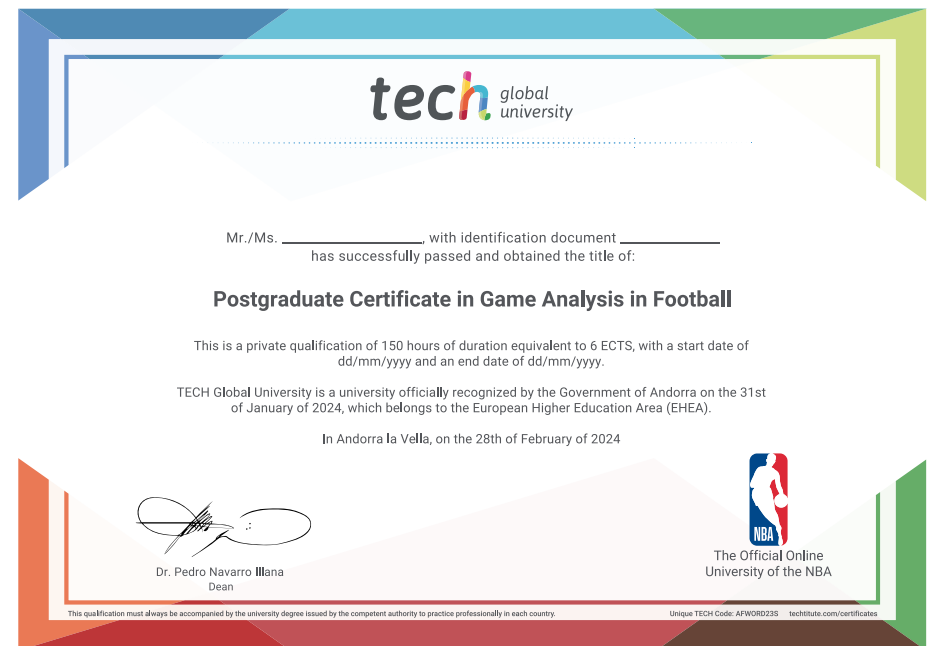 tech global university
Mr./Ms. ____________, with identification document ____________
has successfully passed and obtained the title of:
Postgraduate Certificate in Game Analysis in Football
This is a private qualification of 150 hours of duration equivalent to 6 ECTS, with a start date of
dd/mm/yyyy and an end date of dd/mm/yyyy.
TECH Global University is a university officially recognized by the Government of Andorra on the 31st
of January of 2024, which belongs to the European Higher Education Area (EHEA).
In Andorra la Vella, on the 28th of February of 2024
NBA
Dr. Pedro Navarro Illana
Dean
The Official Online
University of the NBA
This qualification must always be accompanied by the university degree issued by the competent authority to practice professionally in each country.
Unique TECH Code: AFWORD23S techtitute.com/certificates